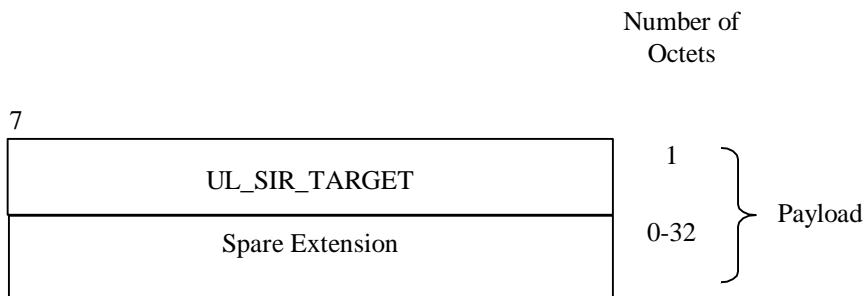 Number of
Octets
7
UL_SIR_TARGET
1
Spare Extension
0-32
Payload